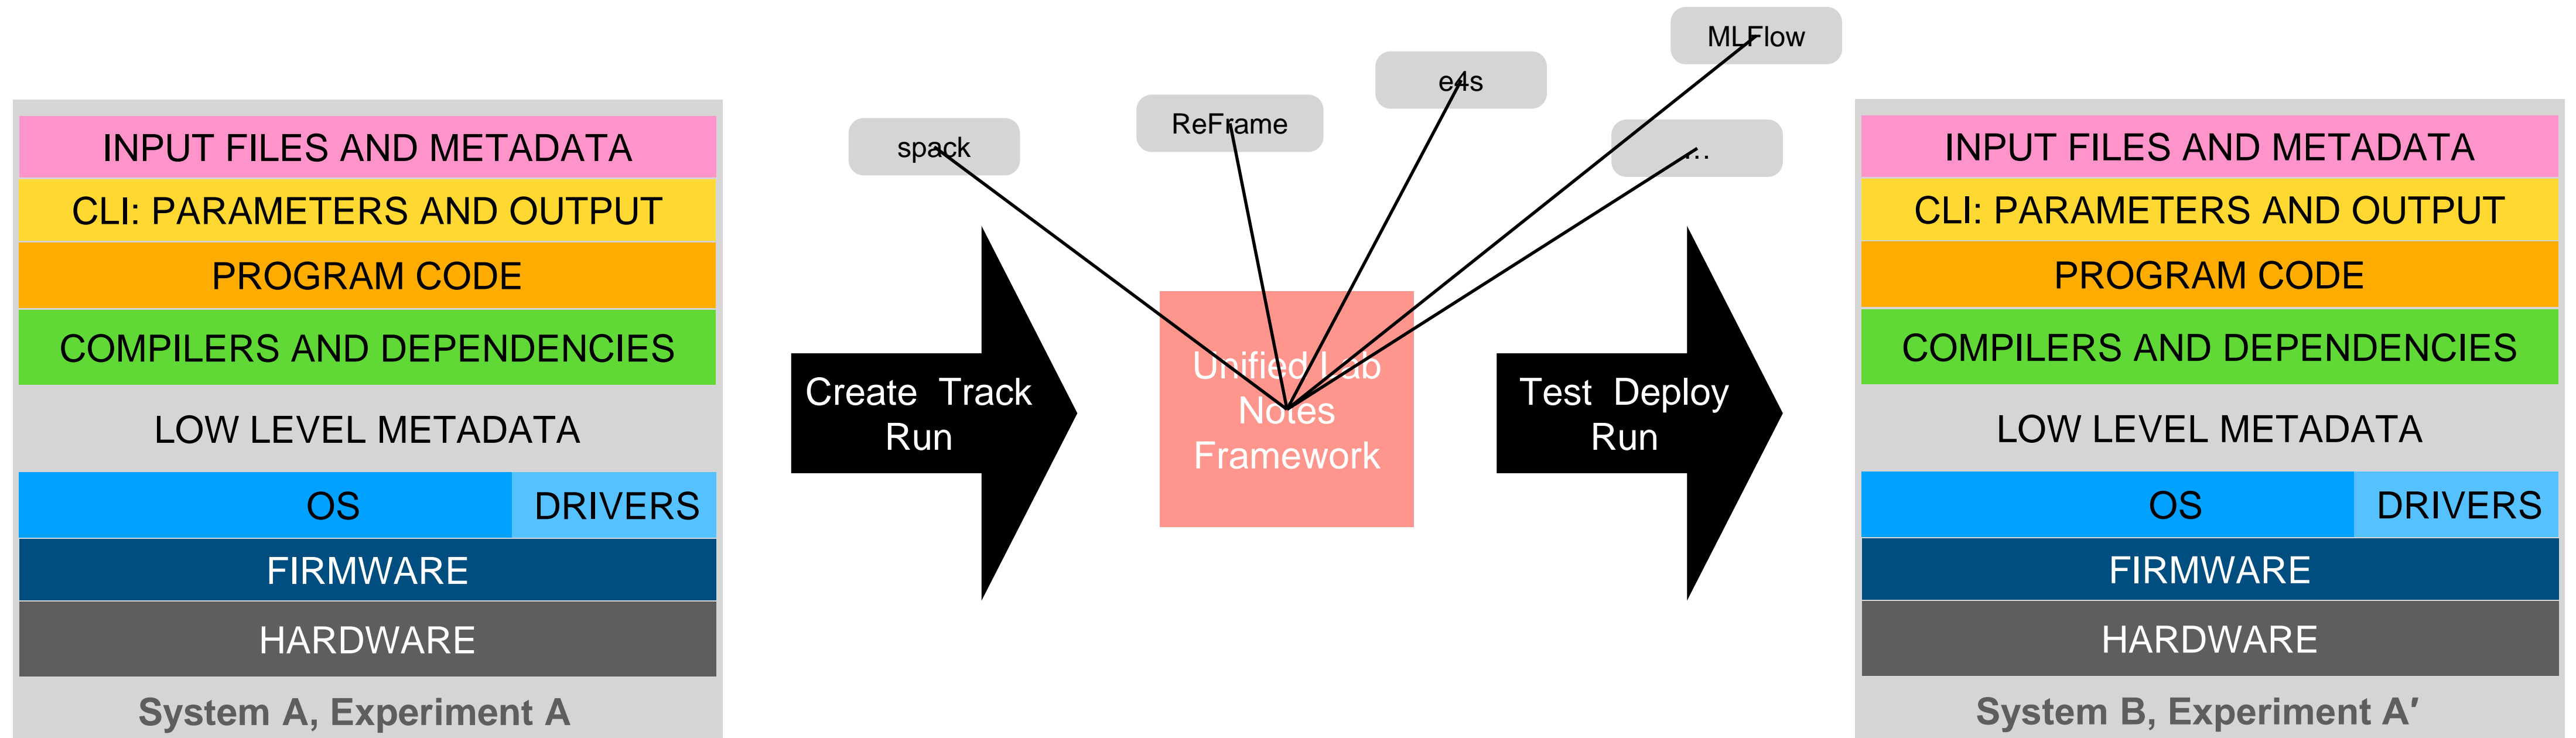 INPUT FILES AND METADATA
CLI: PARAMETERS AND OUTPUT
PROGRAM CODE
COMPILERS AND DEPENDENCIES
LOW LEVEL METADATA
OS
DRIVERS
FIRMWARE
HARDWARE
System A, Experiment A
spack
ReFrame
e4s
MLFlow
...
Create Track
Run
Unified Lab
Notes
Framework
Test Deploy
Run
INPUT FILES AND METADATA
CLI: PARAMETERS AND OUTPUT
PROGRAM CODE
COMPILERS AND DEPENDENCIES
LOW LEVEL METADATA
OS
DRIVERS
FIRMWARE
HARDWARE
System B, Experiment A′